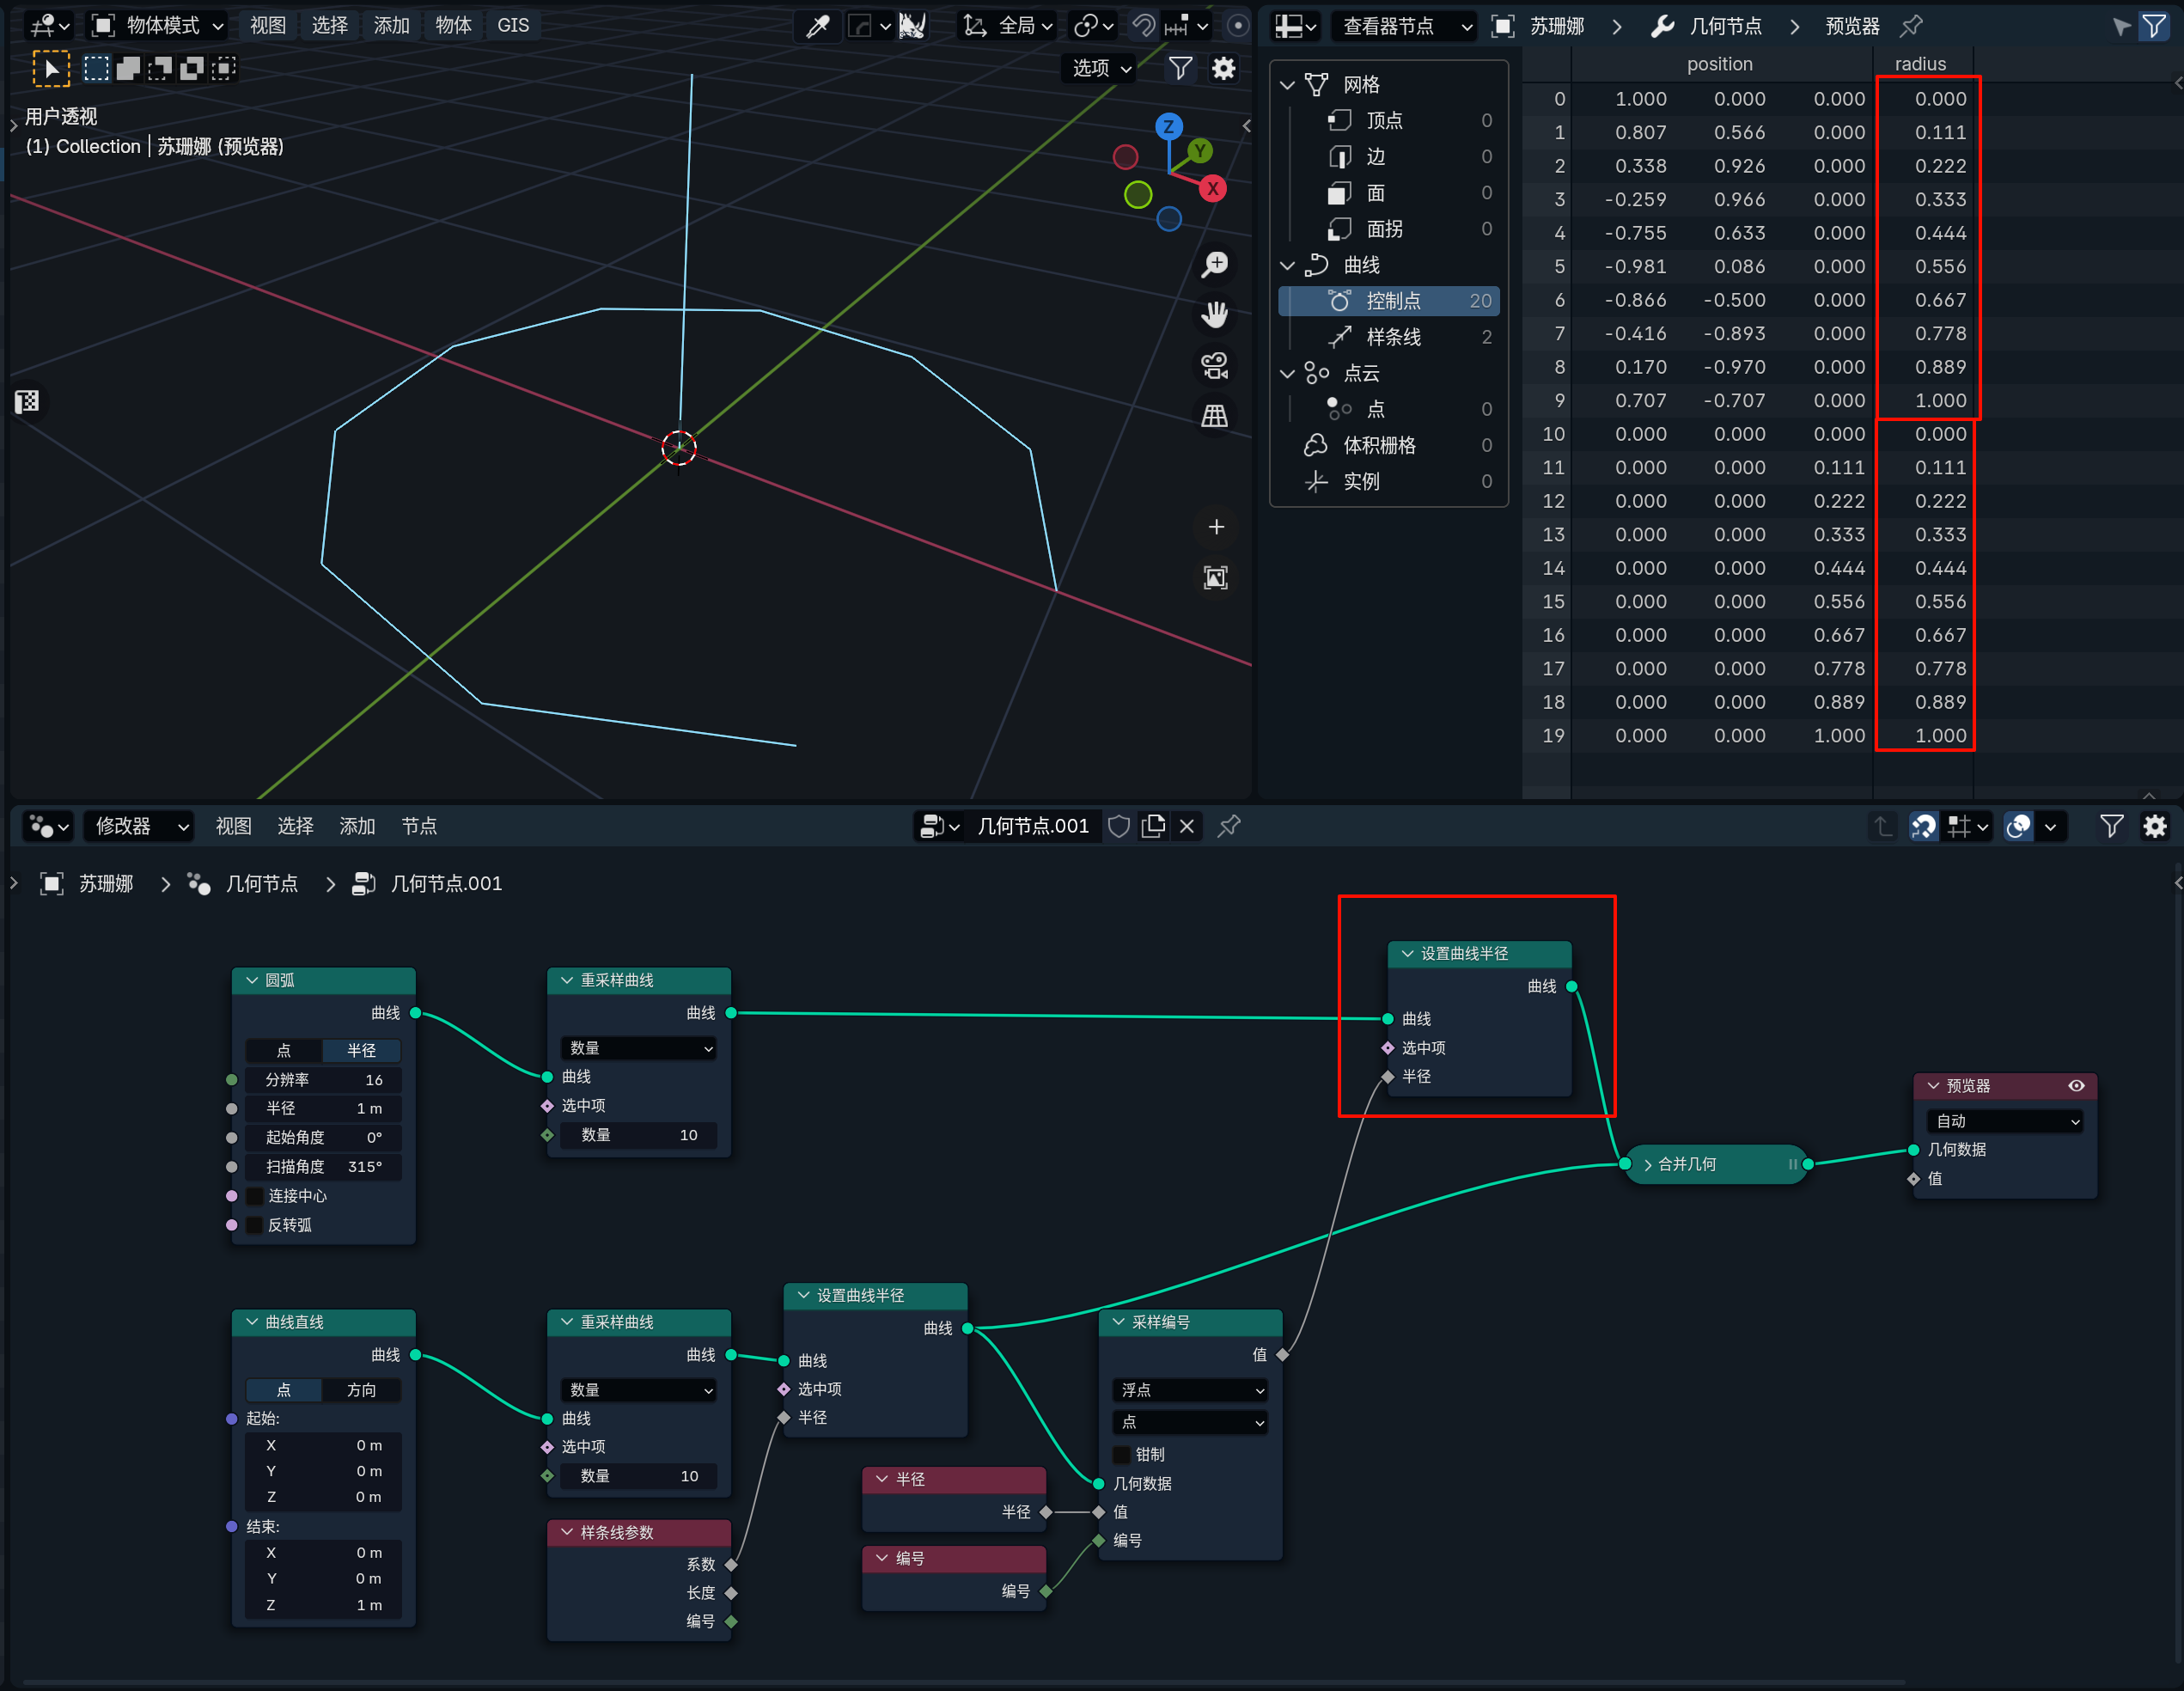 物体模式 视图 选择 添加 物体 GIS 全局
选项
用户透视
(1) Collection | 苏珊娜 (预览器)
Z
Y
X
查看器节点 苏珊娜 几何节点 预览器
网格
顶点 0
边 0
面 0
面拐 0
曲线
控制点 20
样条线 2
点云
点 0
体积栅格 0
实例 0
position radius
0 1.000 0.000 0.000 0.000
1 0.807 0.566 0.000 0.111
2 0.338 0.926 0.000 0.222
3 -0.259 0.966 0.000 0.333
4 -0.755 0.633 0.000 0.444
5 -0.981 0.086 0.000 0.556
6 -0.866 -0.500 0.000 0.667
7 -0.416 -0.893 0.000 0.778
8 0.170 -0.970 0.000 0.889
9 0.707 -0.707 0.000 1.000
10 0.000 0.000 0.000 0.000
11 0.000 0.000 0.111 0.111
12 0.000 0.000 0.222 0.222
13 0.000 0.000 0.333 0.333
14 0.000 0.000 0.444 0.444
15 0.000 0.000 0.556 0.556
16 0.000 0.000 0.667 0.667
17 0.000 0.000 0.778 0.778
18 0.000 0.000 0.889 0.889
19 0.000 0.000 1.000 1.000
修改器 视图 选择 添加 节点 几何节点.001
苏珊娜 几何节点 几何节点.001
圆弧
曲线
点 半径
分辨率 16
半径 1 m
起始角度 0°
扫描角度 315°
连接中心
反转弧
重采样曲线
曲线
数量
曲线
选中项
数量 10
设置曲线半径
曲线
曲线
选中项
半径
合并几何
预览器
自动
几何数据
值
曲线直线
曲线
点 方向
起始:
X 0 m
Y 0 m
Z 0 m
结束:
X 0 m
Y 0 m
Z 1 m
重采样曲线
曲线
数量
曲线
选中项
数量 10
样条线参数
系数
长度
编号
设置曲线半径
曲线
曲线
选中项
半径
半径
半径
编号
编号
采样编号
值
浮点
点
钳制
几何数据
值
编号